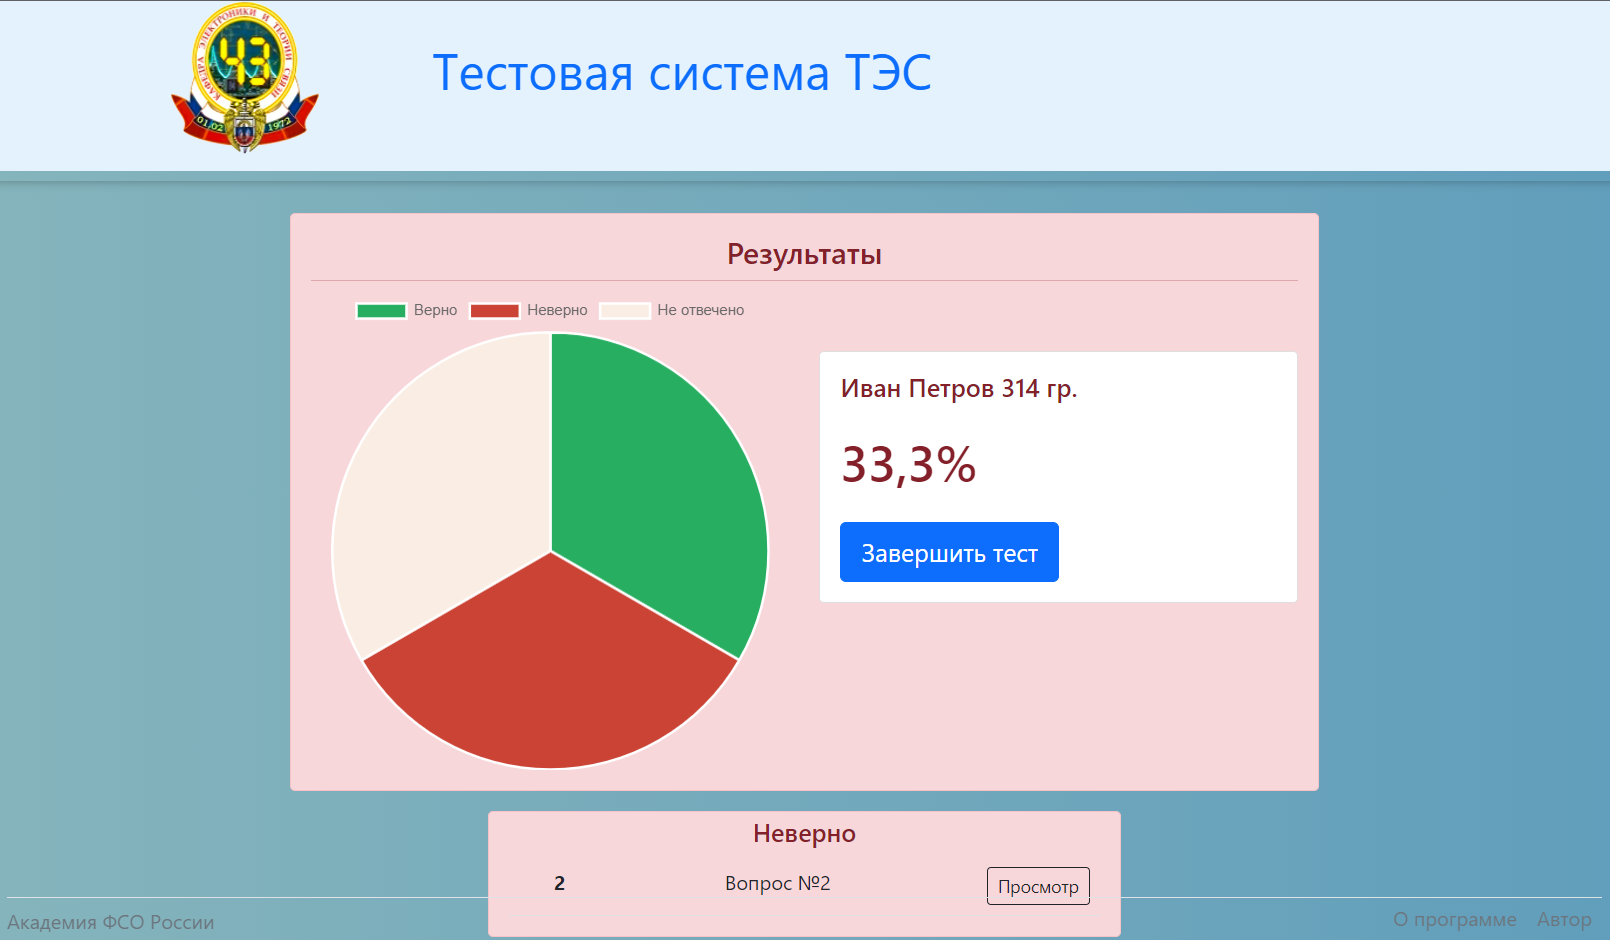 КАФЕДРА ЭЛЕКТРОНИКИ И ТЕОРИИ СВЯЗИ
43
01.02 1972
Тестовая система ТЭС
Результаты
Верно Неверно Не отвечено
Иван Петров 314 гр.
33,3%
Завершить тест
Неверно
2 Вопрос №2 Просмотр
Академия ФСО России
О программе Автор